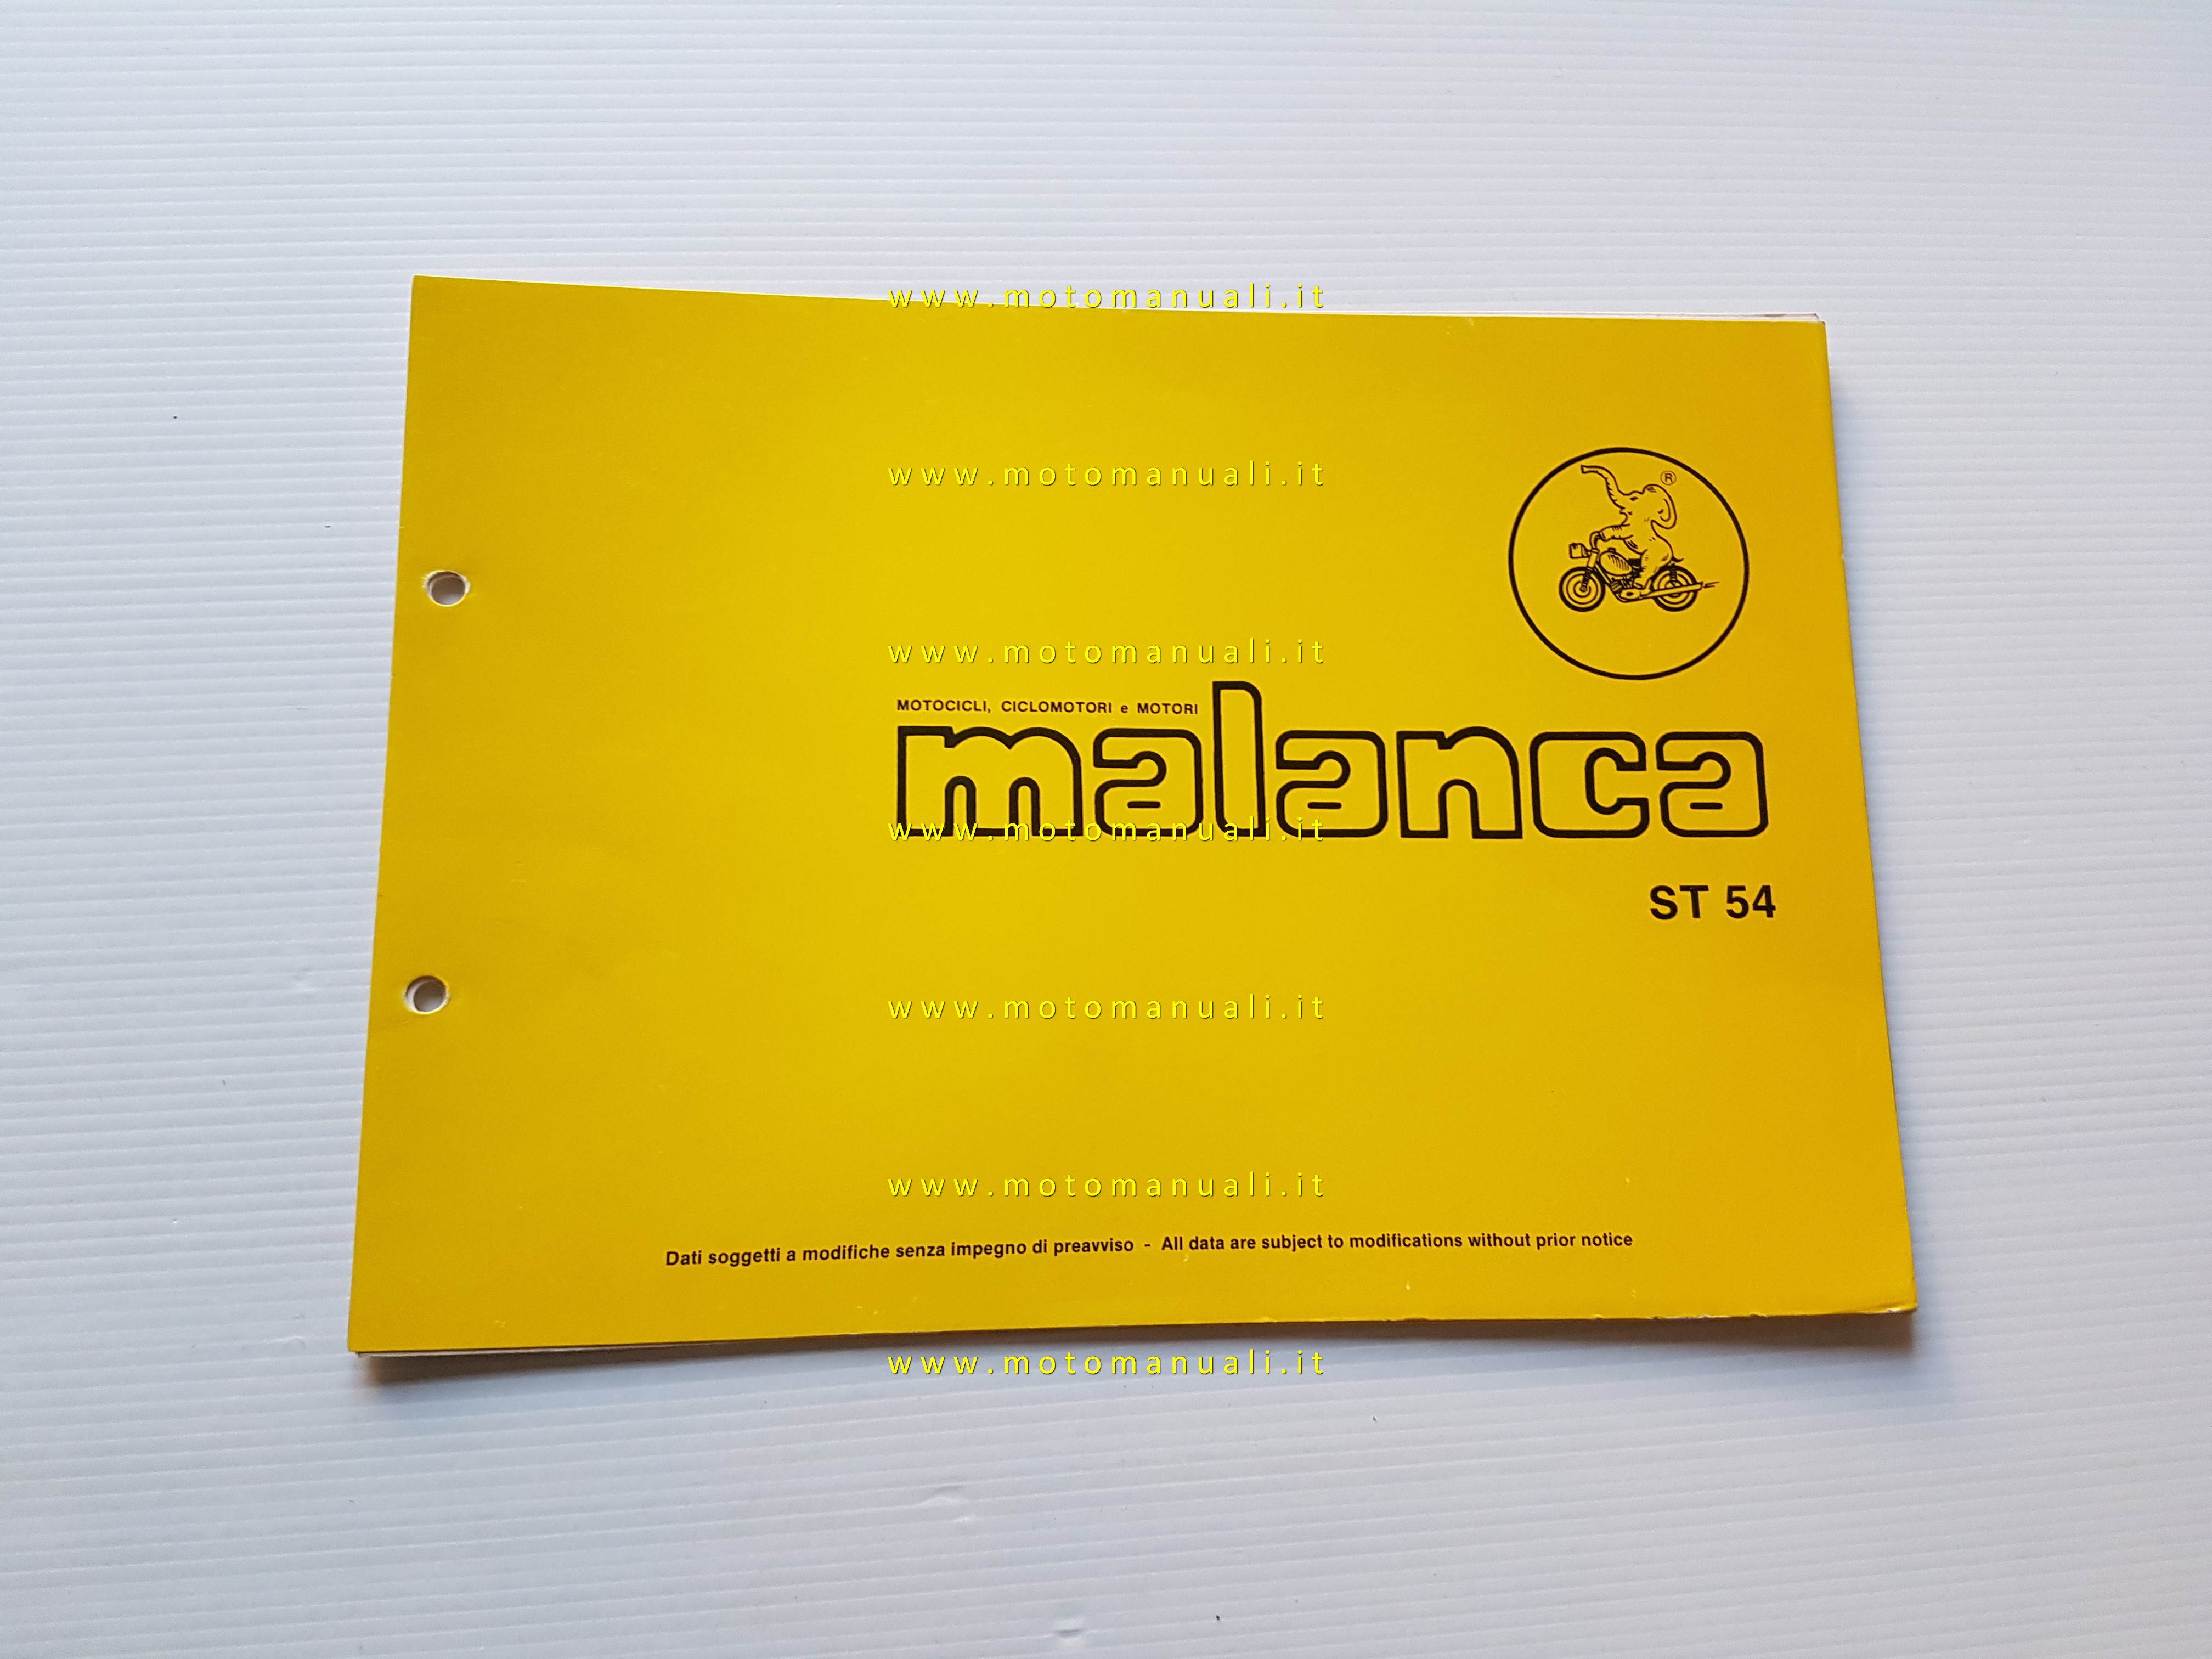 www.motomanuali.it
www.motomanuali.it
®
www.motomanuali.it
MOTOCICLI, CICLOMOTORI e MOTORI
malanca
www.motomanuali.it
ST 54
www.motomanuali.it
www.motomanuali.it
Dati soggetti a modifiche senza impegno di preavviso - All data are subject to modifications without prior notice
www.motomanuali.it